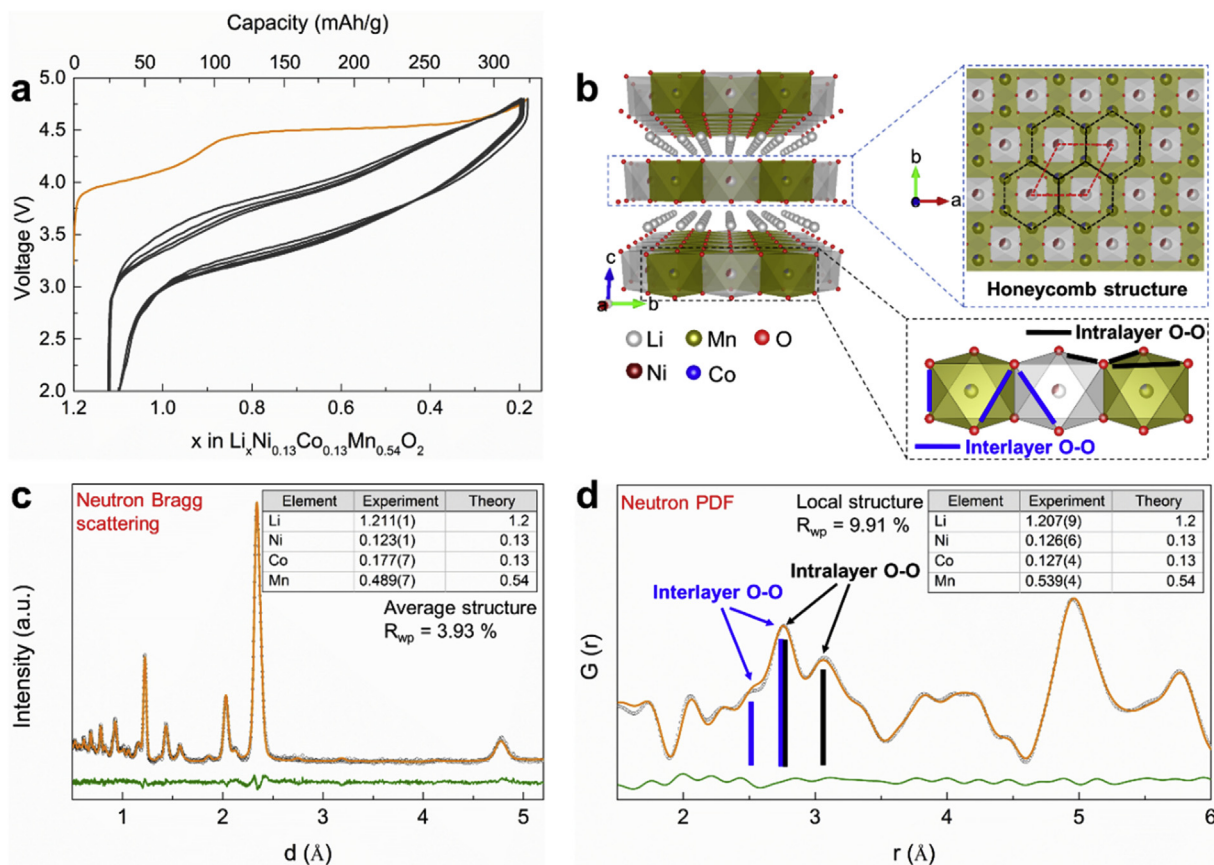 a
Capacity (mAh/g)
0 50 100 150 200 250 300
5.0
4.5
4.0
3.5
3.0
2.5
2.0
Voltage (V)
1.2 1.0 0.8 0.6 0.4 0.2
x in LiₓNi₀.₁₃Co₀.₁₃Mn₀.₅₄O₂
b
c
a b
Li Mn O
Ni Co
b
a
Honeycomb structure
Intralayer O-O
Interlayer O-O
c
Neutron Bragg
scattering
Element Experiment Theory
Li 1.211(1) 1.2
Ni 0.123(1) 0.13
Co 0.177(7) 0.13
Mn 0.489(7) 0.54
Average structure
Rwp = 3.93 %
Intensity (a.u.)
1 2 3 4 5
d (Å)
d
Neutron PDF
Local structure
Rwp = 9.91 %
Element Experiment Theory
Li 1.207(9) 1.2
Ni 0.126(6) 0.13
Co 0.127(4) 0.13
Mn 0.539(4) 0.54
Interlayer O-O
Intralayer O-O
G (r)
2 3 4 5 6
r (Å)